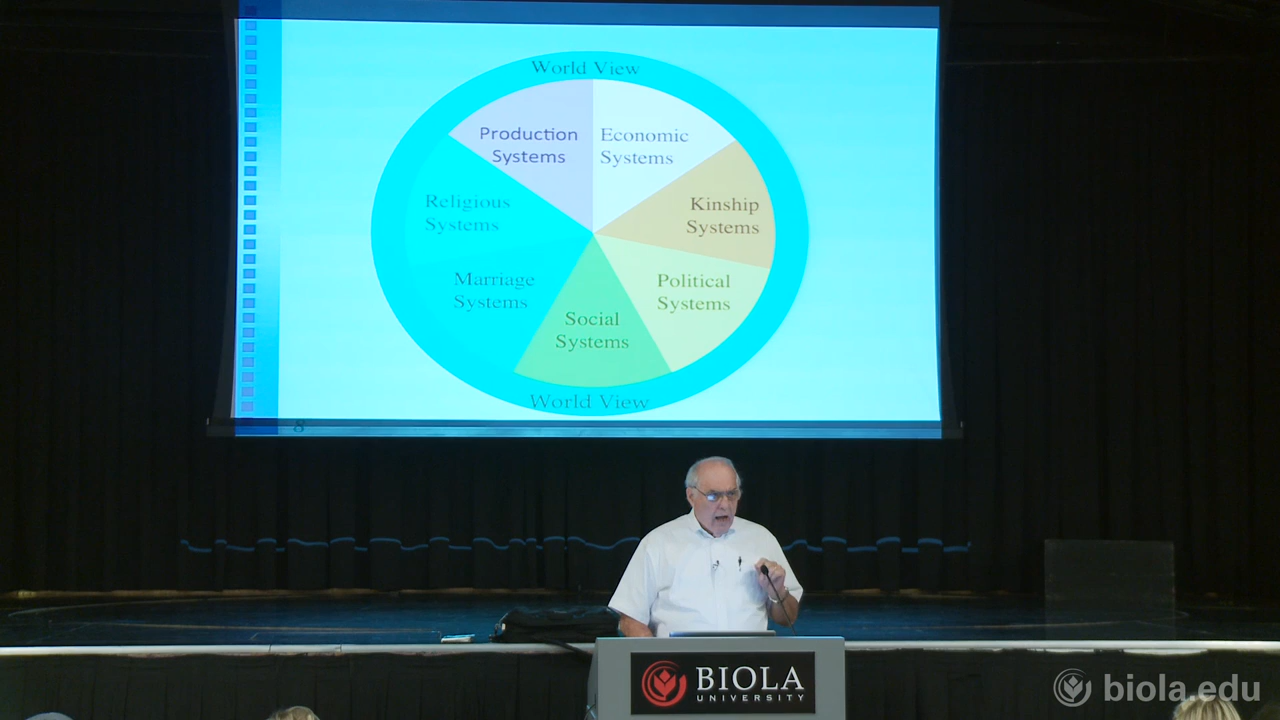 World View
Production
Systems
Economic
Systems
Religious
Systems
Kinship
Systems
Marriage
Systems
Political
Systems
Social
Systems
World View
8
BIOLA
UNIVERSITY
biola.edu